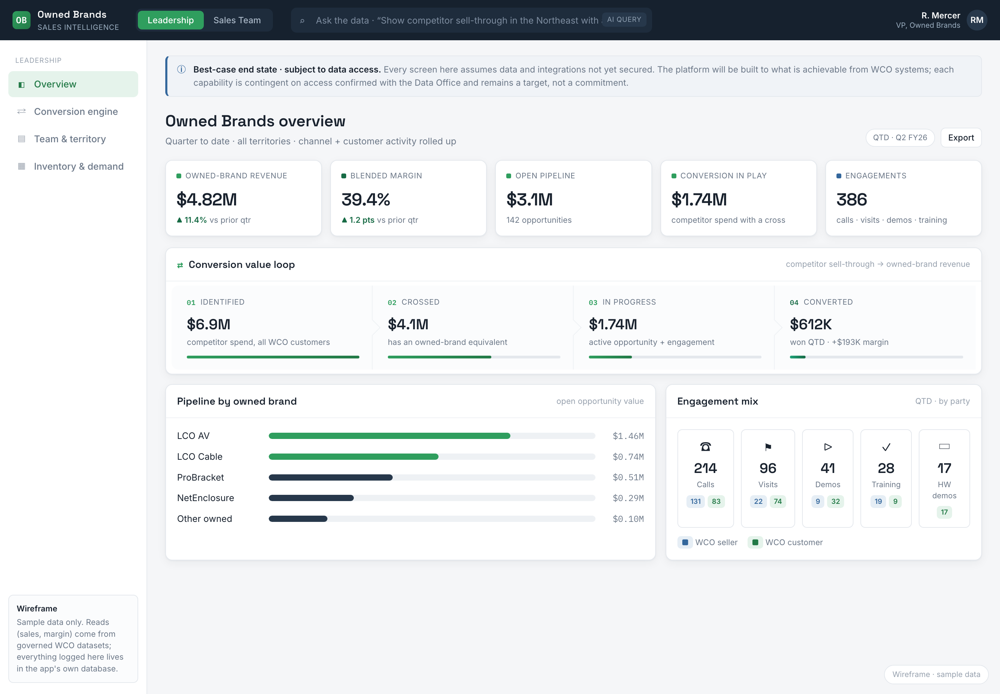 OB
Owned Brands
SALES INTELLIGENCE
Leadership
Sales Team
Ask the data · “Show competitor sell-through in the Northeast with
AI QUERY
R. Mercer
VP, Owned Brands
RM
LEADERSHIP
Overview
Conversion engine
Team & territory
Inventory & demand
Wireframe
Sample data only. Reads
(sales, margin) come from
governed WCO datasets;
everything logged here lives
in the app's own database.
Best-case end state · subject to data access. Every screen here assumes data and integrations not yet secured. The platform will be built to what is achievable from WCO systems; each
capability is contingent on access confirmed with the Data Office and remains a target, not a commitment.
Owned Brands overview
Quarter to date · all territories · channel + customer activity rolled up
QTD · Q2 FY26
Export
OWNED-BRAND REVENUE
$4.82M
▲ 11.4% vs prior qtr
BLENDED MARGIN
39.4%
▲ 1.2 pts vs prior qtr
OPEN PIPELINE
$3.1M
142 opportunities
CONVERSION IN PLAY
$1.74M
competitor spend with a cross
ENGAGEMENTS
386
calls · visits · demos · training
Conversion value loop
competitor sell-through → owned-brand revenue
01 IDENTIFIED
$6.9M
competitor spend, all WCO customers
02 CROSSED
$4.1M
has an owned-brand equivalent
03 IN PROGRESS
$1.74M
active opportunity + engagement
04 CONVERTED
$612K
won QTD · +$193K margin
Pipeline by owned brand
open opportunity value
LCO AV $1.46M
LCO Cable $0.74M
ProBracket $0.51M
NetEnclosure $0.29M
Other owned $0.10M
Engagement mix
QTD · by party
214
Calls
131 83
96
Visits
22 74
41
Demos
9 32
28
Training
19 9
17
HW
demos
17
WCO seller
WCO customer
Wireframe · sample data